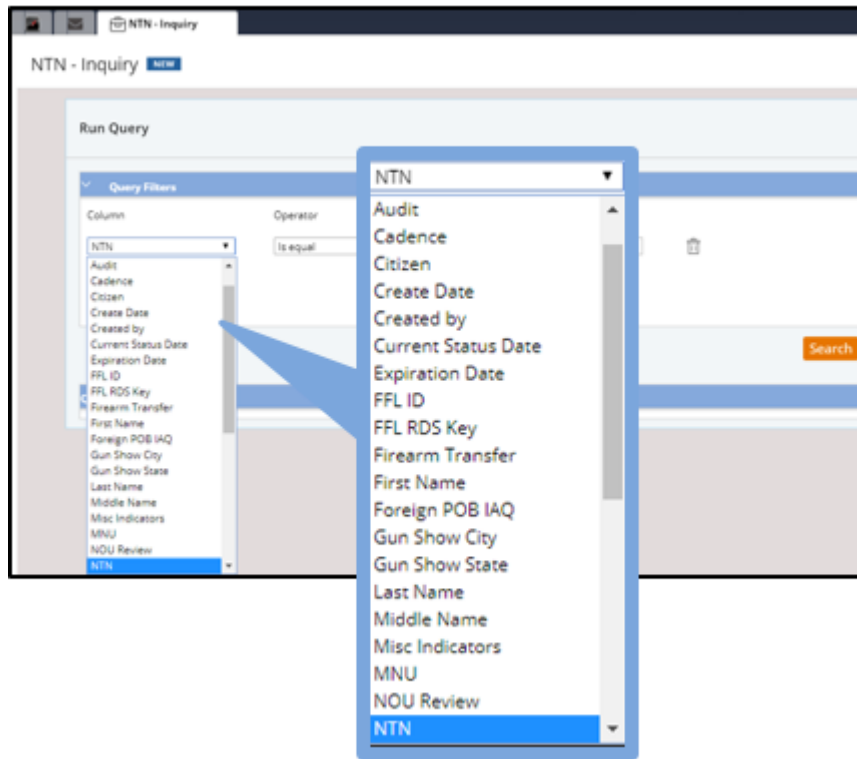 NTN - Inquiry
NTN - Inquiry NEW
Run Query
Query Filters
Column Operator
NTN Is equal
Audit
Cadence
Citizen
Create Date
Created by
Current Status Date
Expiration Date
FFL ID
FFL RDS Key
Firearm Transfer
First Name
Foreign POB IAQ
Gun Show City
Gun Show State
Last Name
Middle Name
Misc Indicators
MNU
NOU Review
NTN
Search
NTN
Audit
Cadence
Citizen
Create Date
Created by
Current Status Date
Expiration Date
FFL ID
FFL RDS Key
Firearm Transfer
First Name
Foreign POB IAQ
Gun Show City
Gun Show State
Last Name
Middle Name
Misc Indicators
MNU
NOU Review
NTN